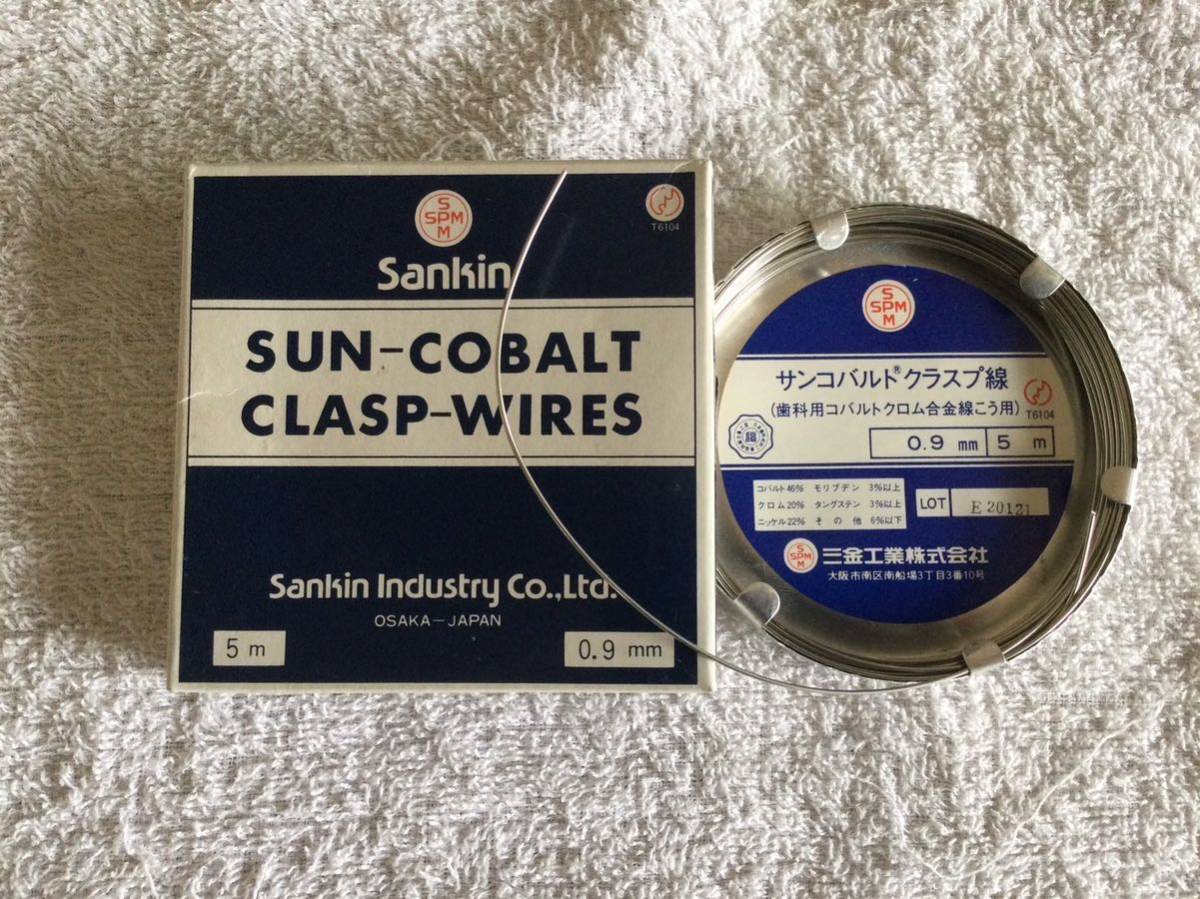 S
SPM
M
T6104
Sankin
SUN-COBALT
CLASP-WIRES
Sankin Industry Co.,Ltd.
OSAKA-JAPAN
5 m
0.9 mm
S
SPM
M
サンコバルト®クラスプ線
(歯科用コバルトクロム合金線こう用)
T6104
0.9 mm 5 m
コバルト46% モリブデン 3%以上
クロム20% タングステン 3%以上
ニッケル22% その他 6%以下
LOT E 20121
S
SPM
M
三金工業株式会社
大阪市南区南船場3丁目3番10号